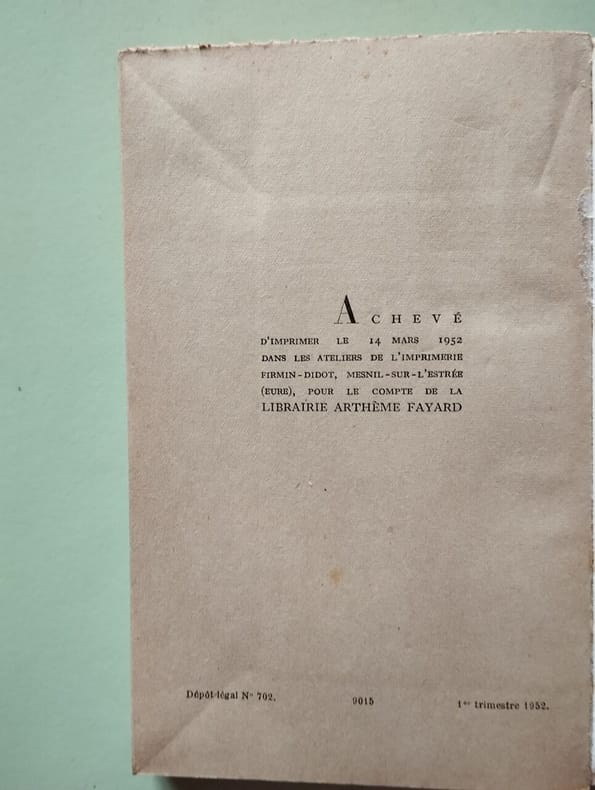 ACHEVÉ
D'IMPRIMER LE 14 MARS 1952
DANS LES ATELIERS DE L'IMPRIMERIE
FIRMIN-DIDOT, MESNIL-SUR-L'ESTRÉE
(EURE), POUR LE COMPTE DE LA
LIBRAIRIE ARTHÈME FAYARD
Dépôt légal N° 702. 9015 1er trimestre 1952.